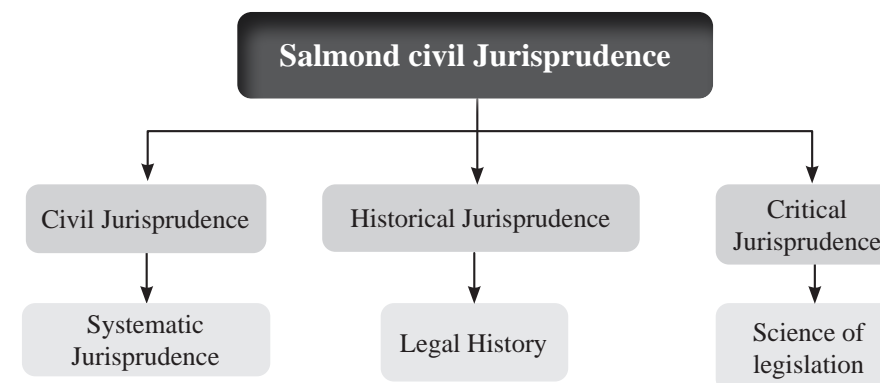 Salmond civil Jurisprudence
Civil Jurisprudence
Historical Jurisprudence
Critical
Jurisprudence
Systematic
Jurisprudence
Legal History
Science of
legislation